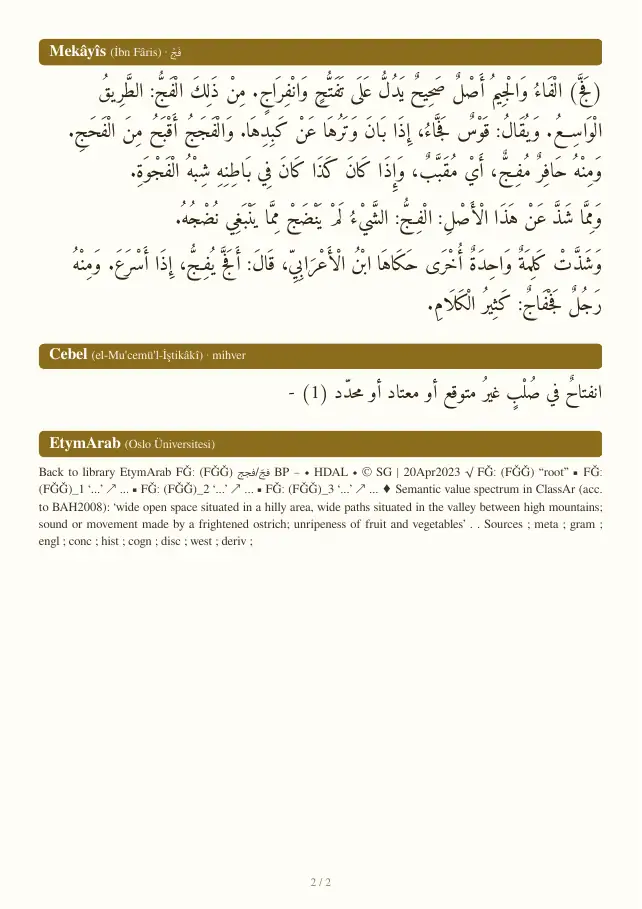 Mekâyîs (İbn Fâris) · فَجَّ
(فَجَّ) الْفَاءُ وَالْجِيمُ أَصْلٌ صَحِيحٌ يَدُلُّ عَلَى تَفَتُّحٍ وَانْفِرَاجٍ. مِنْ ذَلِكَ الْفَجُّ: الطَّرِيقُ
الْوَاسِعُ. وَيُقَالُ: قَوْسٌ فَجَّاءُ، إِذَا بَانَ وَتَرُهَا عَنْ كَبِدِهَا. وَالْفَجَجُ أَقْبَحُ مِنَ الْفَحَجِ.
وَمِنْهُ حَافِرٌ مُفِجٌّ، أَيْ مُقَبَّبٌ، وَإِذَا كَانَ كَذَا كَانَ فِي بَاطِنِهِ شِبْهُ الْفَجْوَةِ.
وَمِمَّا شَذَّ عَنْ هَذَا الْأَصْلِ: الْفِجُّ: الشَّيْءُ لَمْ يَنْضَجْ مِمَّا يَنْبَغِي نُضْجُهُ.
وَشَذَّتْ كَلِمَةٌ وَاحِدَةٌ أُخْرَى حَكَاهَا ابْنُ الْأَعْرَابِيِّ، قَالَ: أَفَجَّ يُفِجُّ، إِذَا أَسْرَعَ. وَمِنْهُ
رَجُلٌ فَجْفَاجٌ: كَثِيرُ الْكَلَامِ.
Cebel (el-Mu'cemü'l-İştikâkî) · mihver
انفتاحٌ في صُلْبٍ غيرُ متوقع أو معتاد أو محدّد (1) -
EtymArab (Oslo Üniversitesi)
Back to library EtymArab FĞ: (FĞĞ) فجّ/فجج BP – • HDAL • © SG | 20Apr2023 √ FĞ: (FĞĞ) “root” ▪ FĞ:
(FĞĞ)_1 ‘...’ ↗ ... ▪ FĞ: (FĞĞ)_2 ‘...’ ↗ ... ▪ FĞ: (FĞĞ)_3 ‘...’ ↗ ... ♦ Semantic value spectrum in ClassAr (acc.
to BAH2008): ‘wide open space situated in a hilly area, wide paths situated in the valley between high mountains;
sound or movement made by a frightened ostrich; unripeness of fruit and vegetables’ . . Sources ; meta ; gram ;
engl ; conc ; hist ; cogn ; disc ; west ; deriv ;
2 / 2